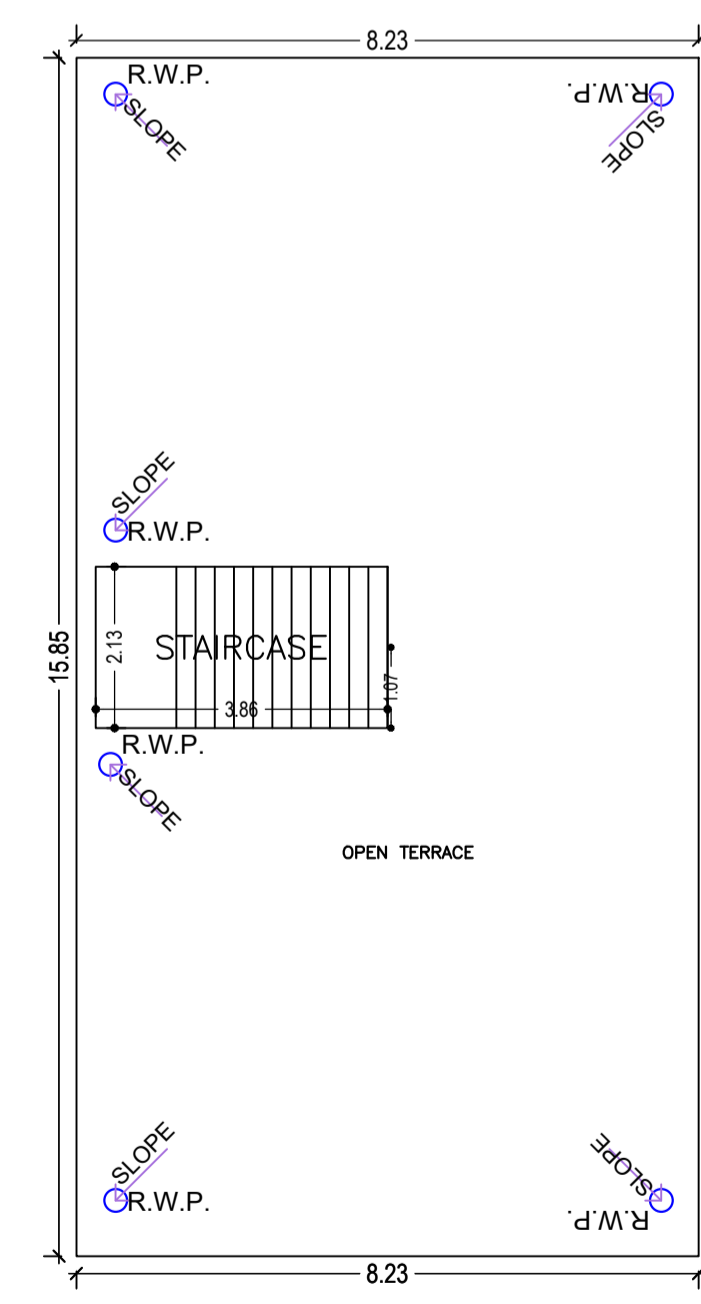 8.23
R.W.P.
R.W.P.
SLOPE
SLOPE
SLOPE
R.W.P.
15.85
2.13
STAIRCASE
1.07
3.86
R.W.P.
SLOPE
OPEN TERRACE
SLOPE
SLOPE
R.W.P.
R.W.P.
8.23